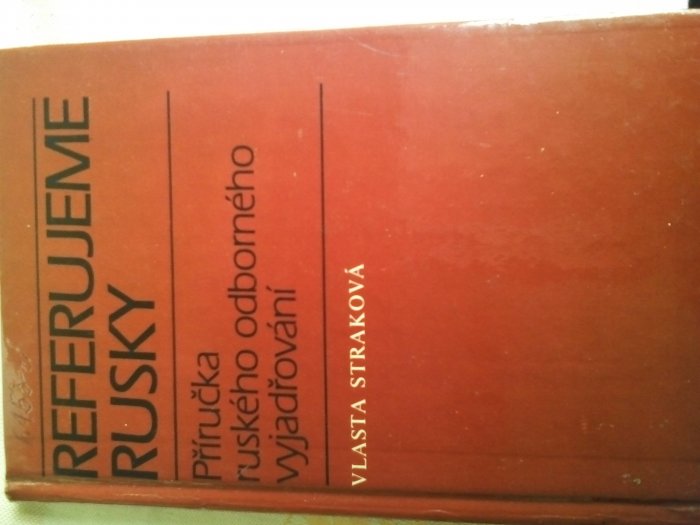 REFERUJEME
RUSKY
Příručka
ruského odborného
vyjadřování
VLASTA STRAKOVÁ